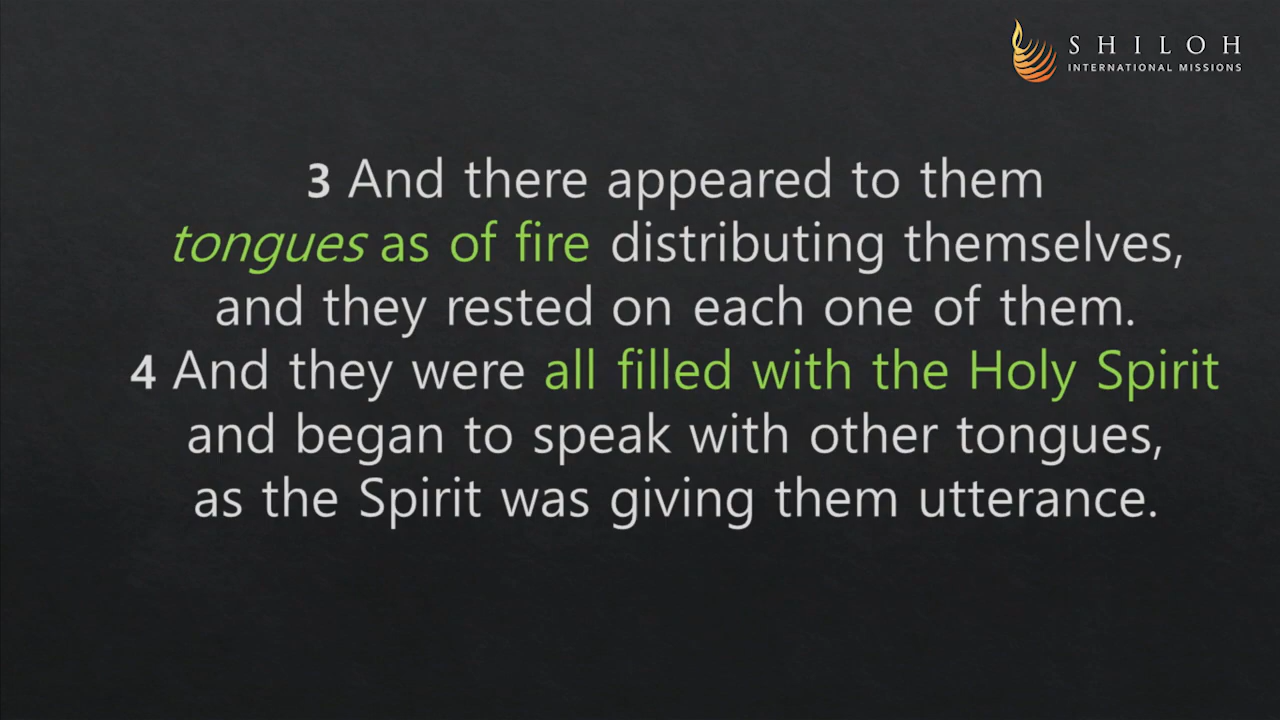 SHILOH
INTERNATIONAL MISSIONS
3 And there appeared to them
tongues as of fire distributing themselves,
and they rested on each one of them.
4 And they were all filled with the Holy Spirit
and began to speak with other tongues,
as the Spirit was giving them utterance.